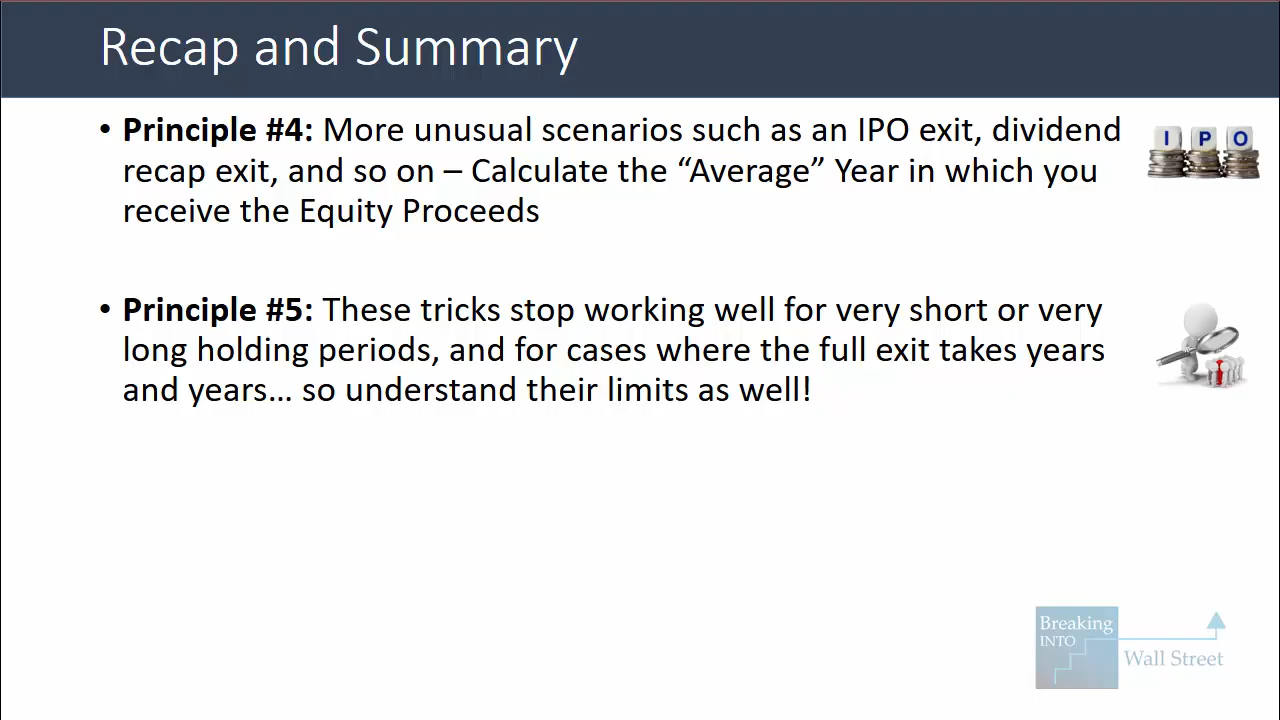 Recap and Summary
• Principle #4: More unusual scenarios such as an IPO exit, dividend
recap exit, and so on – Calculate the “Average” Year in which you
receive the Equity Proceeds
I P O
• Principle #5: These tricks stop working well for very short or very
long holding periods, and for cases where the full exit takes years
and years… so understand their limits as well!
Breaking
INTO
Wall Street